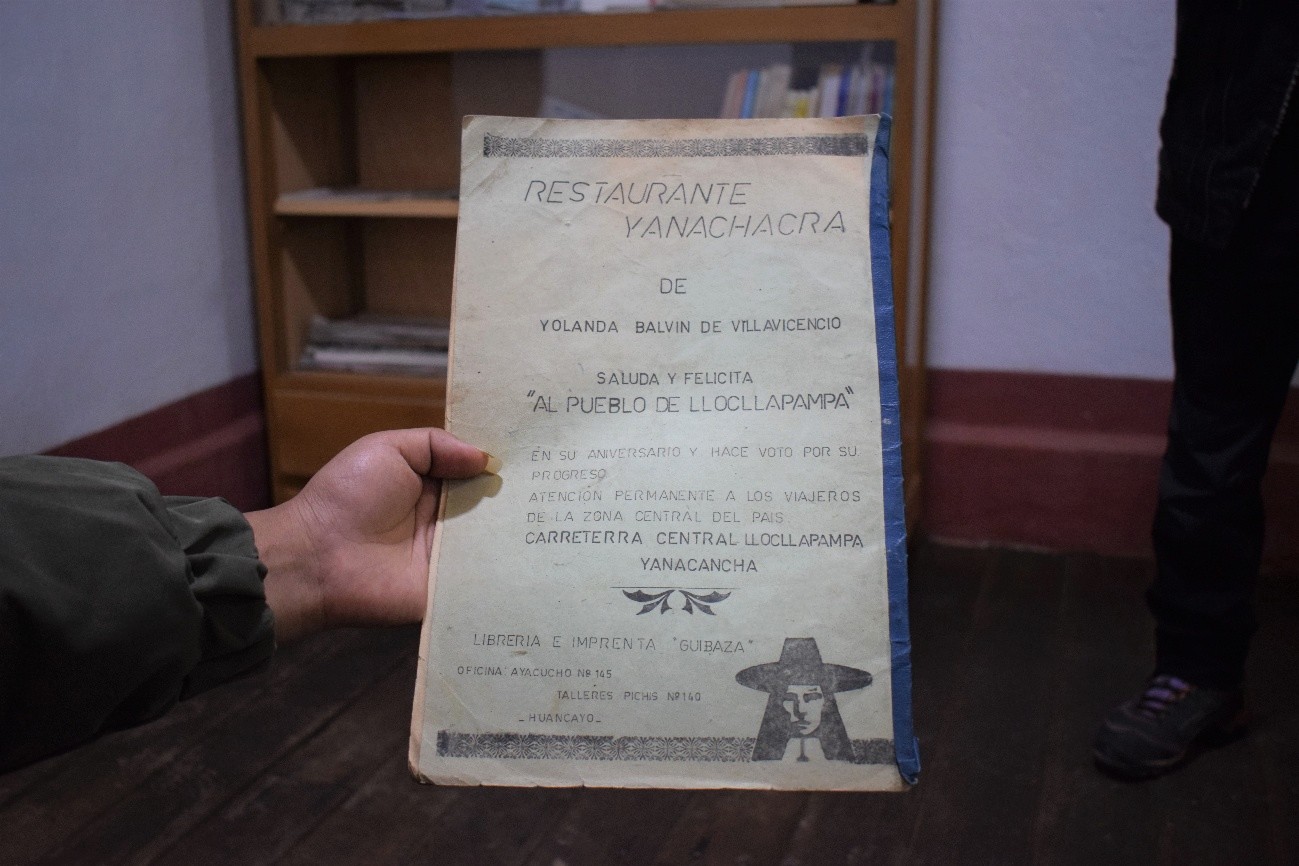 RESTAURANTE
YANACHACRA
DE
YOLANDA BALVIN DE VILLAVICENCIO
SALUDA Y FELICITA
"AL PUEBLO DE LLOCLLAPAMPA"
EN SU ANIVERSARIO Y HACE VOTO POR SU
PROGRESO
ATENCIÓN PERMANENTE A LOS VIAJEROS
DE LA ZONA CENTRAL DEL PAIS
CARRETERRA CENTRAL LLOCLLAPAMPA
YANACANCHA
LIBRERIA E IMPRENTA "GUIBAZA"
OFICINA: AYACUCHO Nº 145
TALLERES PICHIS Nº 140
_ HUANCAYO _